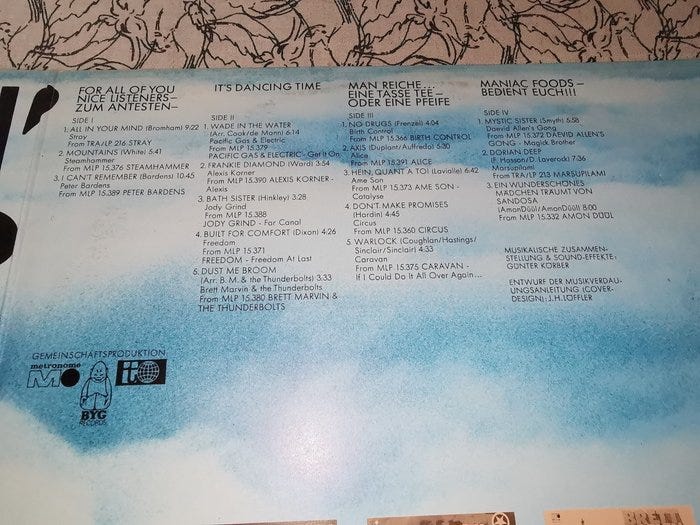 FOR ALL OF YOU
NICE LISTENERS–
ZUM ANTESTEN–
SIDE I
1. ALL IN YOUR MIND (Bromham) 9:22
Stray
From TRA/LP 216 STRAY
2. MOUNTAINS (White) 5:41
Steamhammer
From MLP 15.376 STEAMHAMMER
3. I CAN'T REMEMBER (Bardens) 10:45
Peter Bardens
From MLP 15.389 PETER BARDENS
IT'S DANCING TIME
SIDE II
1. WADE IN THE WATER
(Arr. Cook/de Mann) 6:14
Pacific Gas & Electric
From MLP 15.379
PACIFIC GAS & ELECTRIC - Get it On
2. FRANKIE DIAMOND (Ward) 3:54
Alexis Korner
From MLP 15.390 ALEXIS KORNER -
Alexis
3. BATH SISTER (Hinkley) 3:28
Jody Grind
From MLP 15.388
JODY GRIND - Far Canal
4. BUILT FOR COMFORT (Dixon) 4:26
Freedom
From MLP 15.371
FREEDOM - Freedom At Last
5. DUST ME BROOM
(Arr. B. M. & the Thunderbolts) 3:33
Brett Marvin & the Thunderbolts
From MLP 15.380 BRETT MARVIN &
THE THUNDERBOLTS
MAN REICHE –
EINE TASSE TEE –
ODER EINE PFEIFE
SIDE III
1. NO DRUGS (Frenzel) 4:04
Birth Control
From MLP 15.366 BIRTH CONTROL
2. AXIS (Duplant/Auffredo) 5:30
Alice
From MLP 15.391 ALICE
3. HEIN, QUANT A TOI (Lavialle) 6:42
Ame Son
From MLP 15.373 AME SON -
Catalyse
4. DONT MAKE PROMISES
(Hardin) 4:45
Circus
From MLP 15.360 CIRCUS
5. WARLOCK (Coughlan/Hastings/
Sinclair/Sinclair) 4:33
Caravan
From MLP 15.375 CARAVAN -
If I Could Do it All Over Again...
MANIAC FOODS –
BEDIENT EUCH!!!
SIDE IV
1. MYSTIC SISTER (Smyth) 5:58
Daevid Allen's Gong
From MLP 15.372 DAEVID ALLEN'S
GONG - Magick Brother
2. DORIAN DEEP
(F. Hasson/D. Laverock) 7:36
Marsupilami
From TRA/LP 213 MARSUPILAMI
3. EIN WUNDERSCHÖNES
MÄDCHEN TRÄUMT VON
SANDOSA
(AmonDüül/AmonDüül) 8:00
From MLP 15.332 AMON DÜÜL
MUSIKALISCHE ZUSAMMEN-
STELLUNG & SOUND-EFFEKTE:
GÜNTER KÖRBER
ENTWURF DER MUSIKVERDAU-
UNGSANLEITUNG (COVER-
DESIGN): J.H. LÖFFLER
GEMEINSCHAFTSPRODUKTION
metronome
BYG
RECORDS